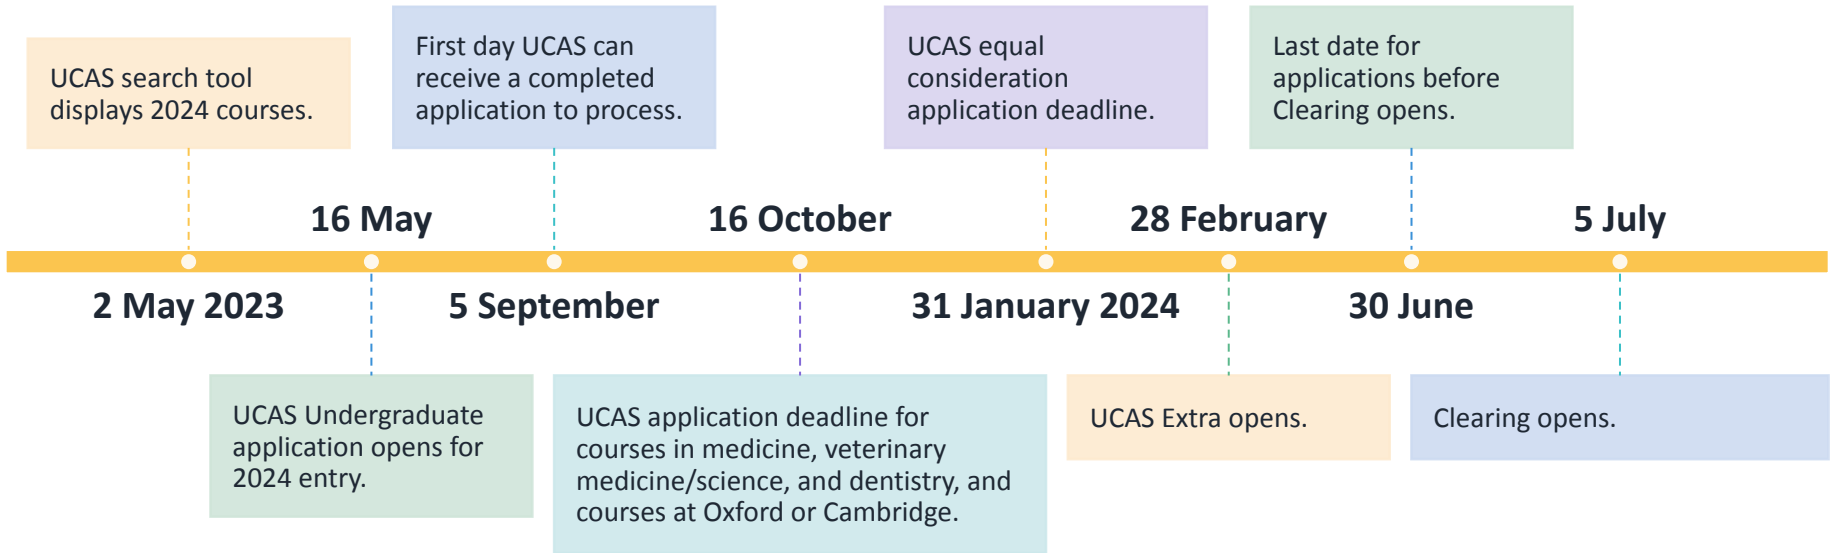 UCAS search tool
displays 2024 courses.
First day UCAS can
receive a completed
application to process.
UCAS equal
consideration
application deadline.
Last date for
applications before
Clearing opens.
16 May
16 October
28 February
5 July
2 May 2023
5 September
31 January 2024
30 June
UCAS Undergraduate
application opens for
2024 entry.
UCAS application deadline for
courses in medicine, veterinary
medicine/science, and dentistry, and
courses at Oxford or Cambridge.
UCAS Extra opens.
Clearing opens.